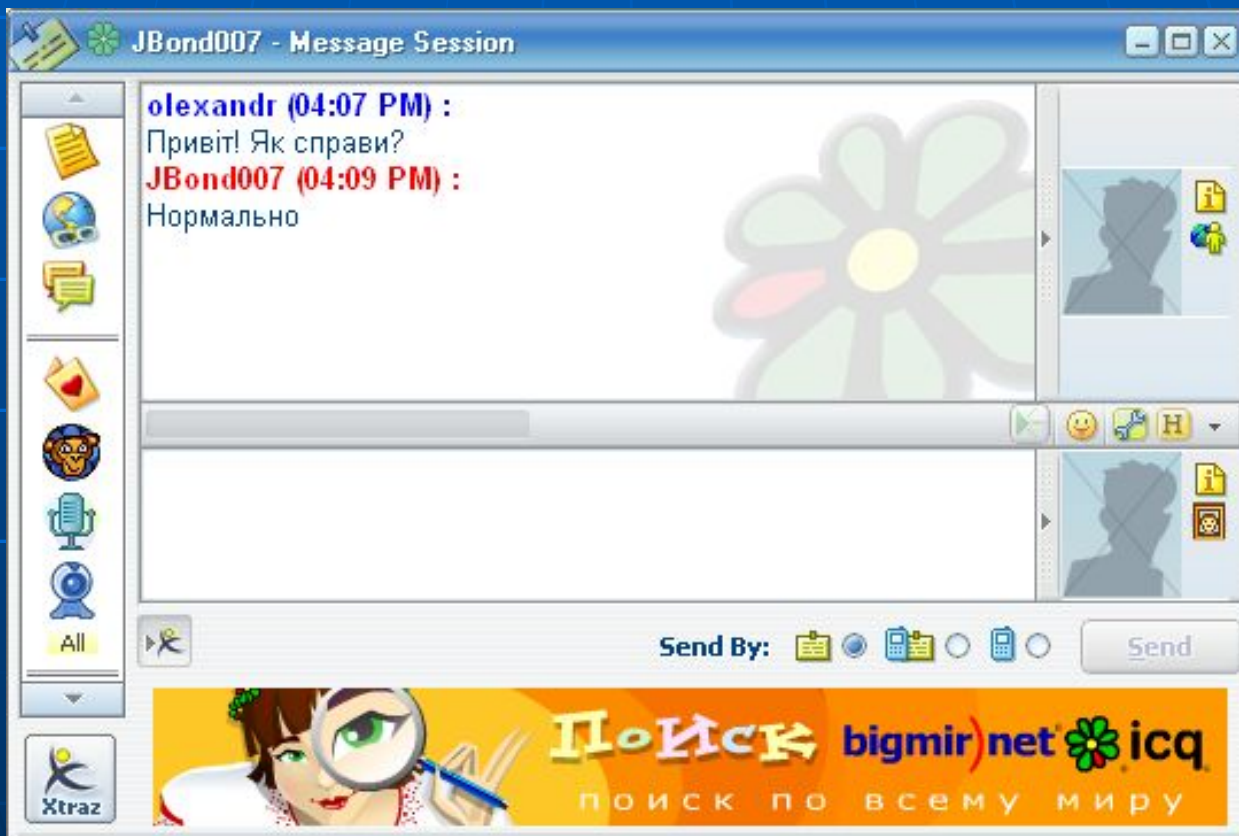 JBond007 - Message Session
olexandr (04:07 PM) :
Привіт! Як справи?
JBond007 (04:09 PM) :
Нормально
H
All
Send By:
Send
Xtraz
Поиск bigmir)net icq
поиск по всему миру